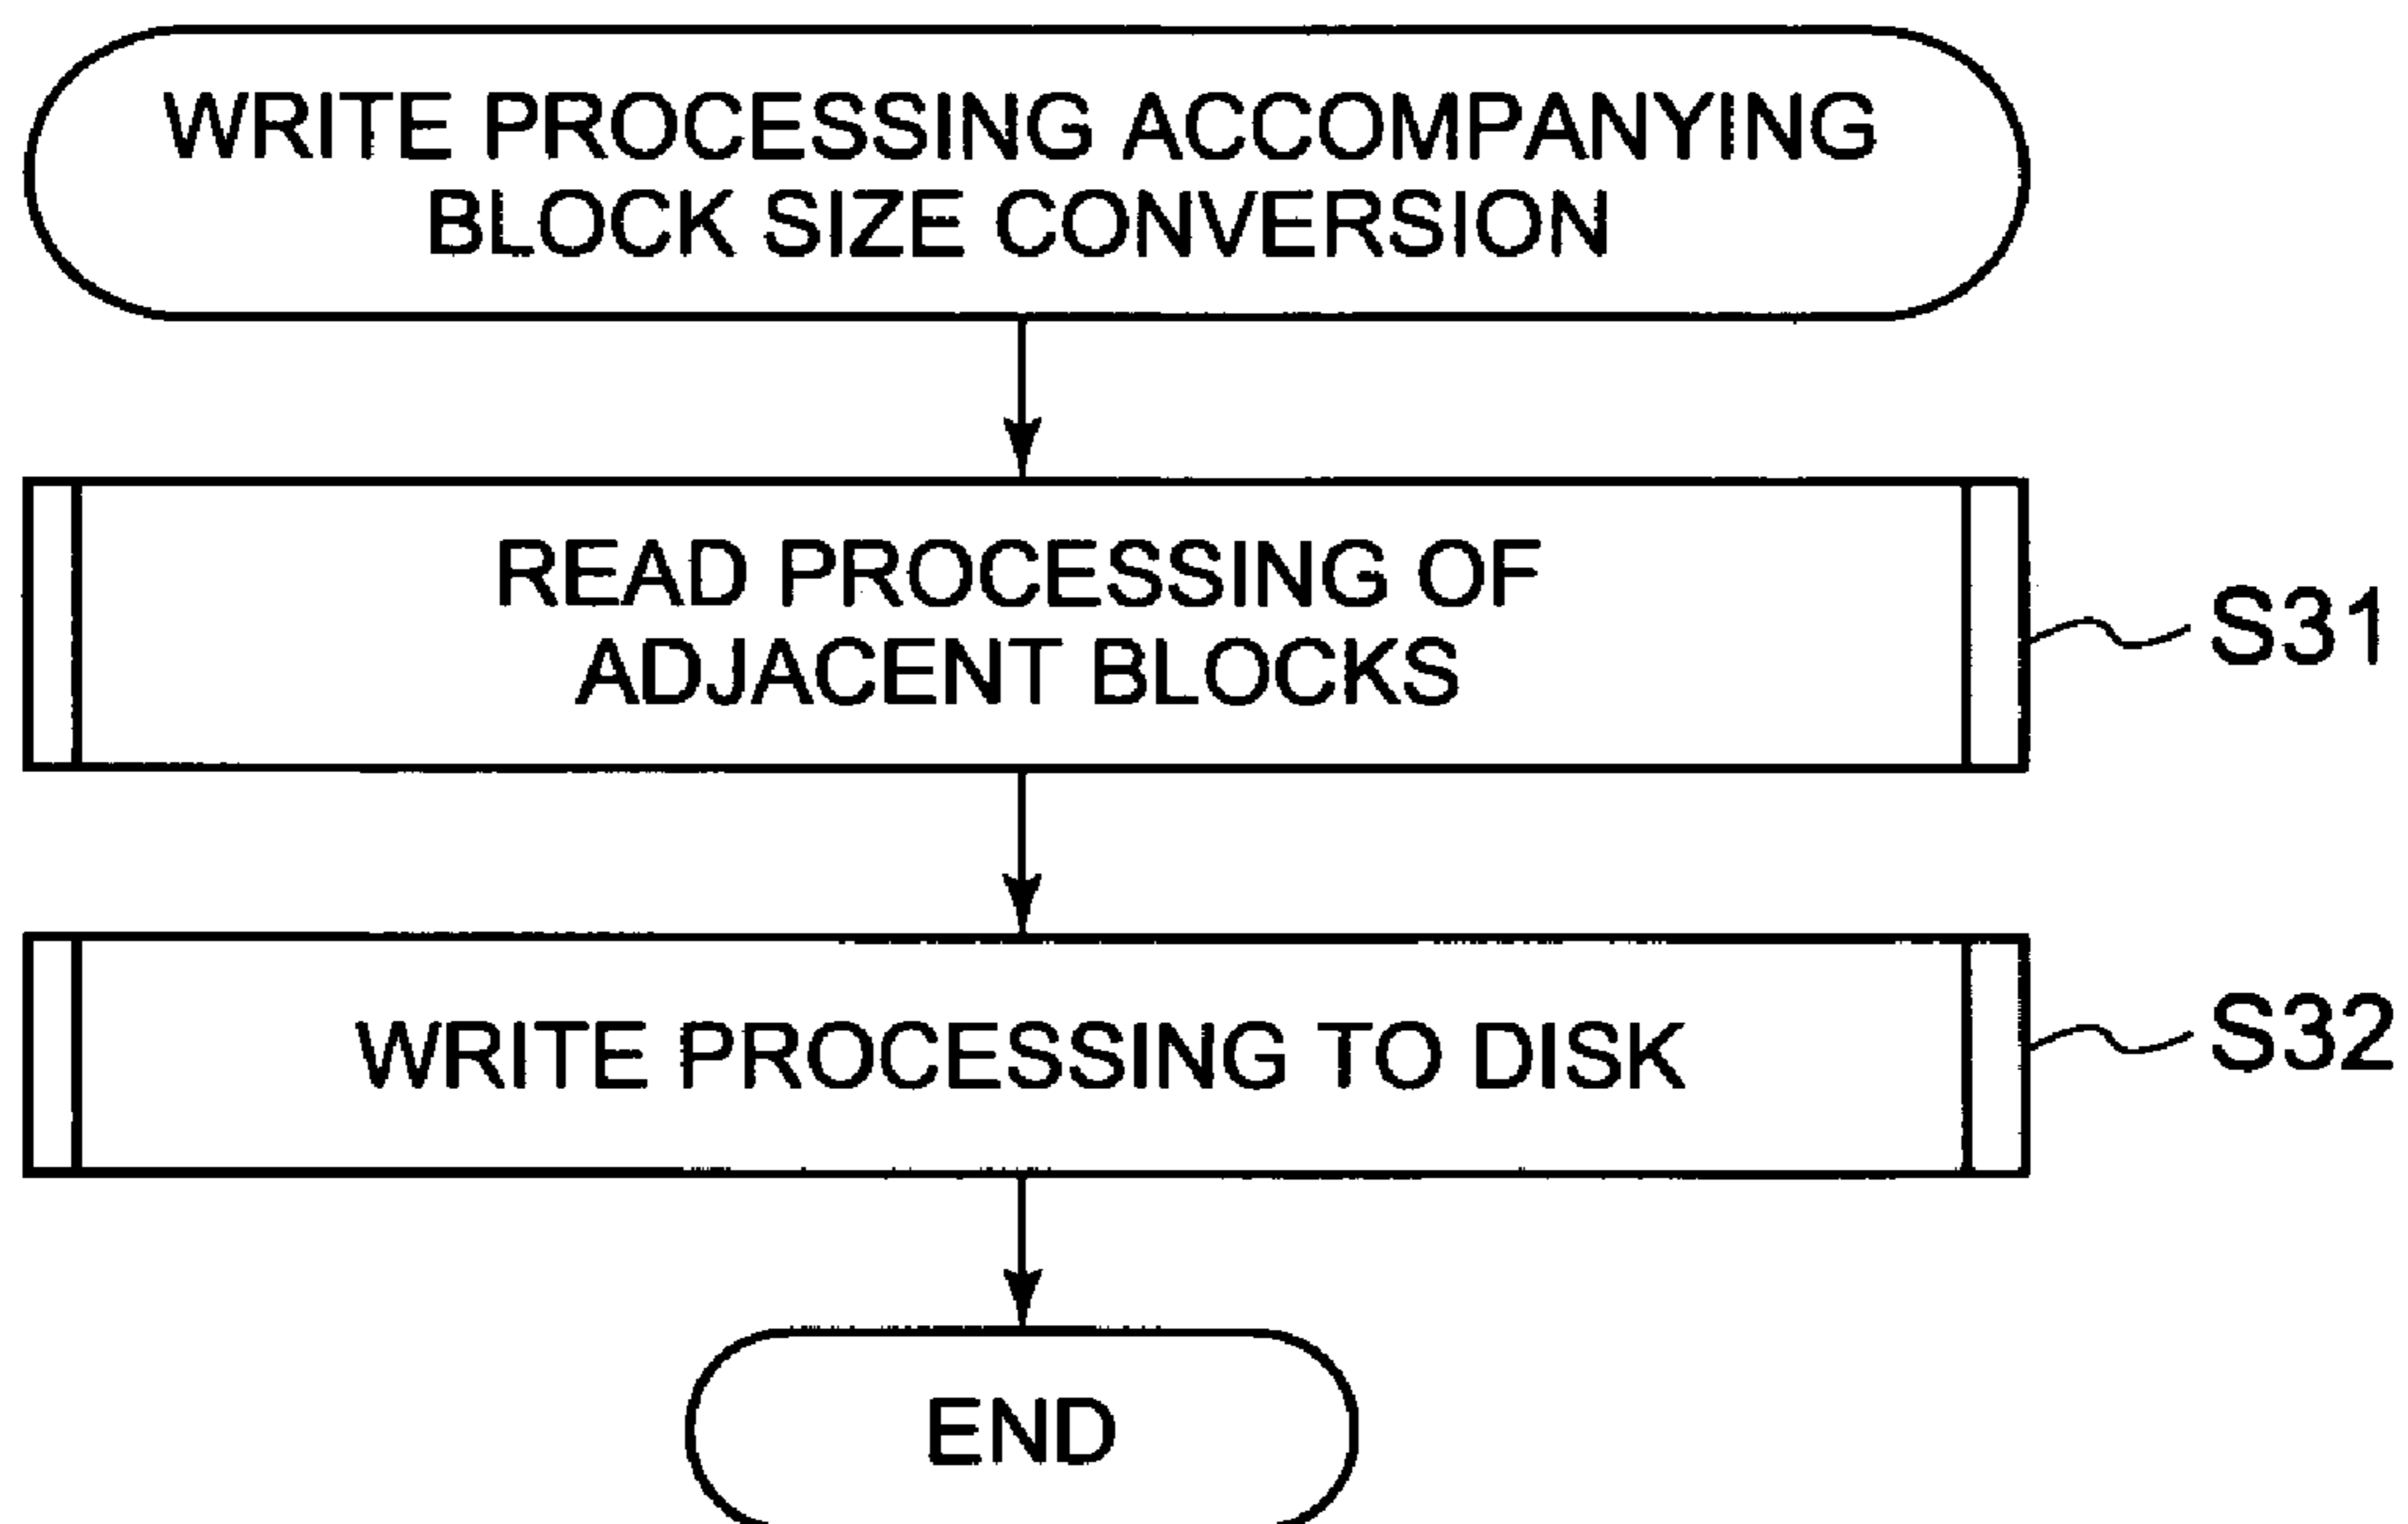 WRITE PROCESSING ACCOMPANYING
BLOCK SIZE CONVERSION
READ PROCESSING OF
ADJACENT BLOCKS
S31
WRITE PROCESSING TO DISK
S32
END